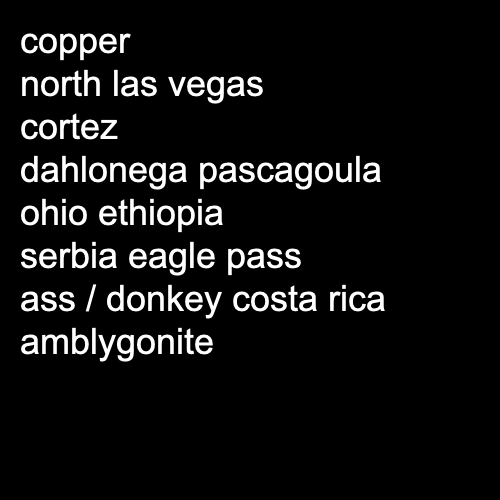 copper
north las vegas
cortez
dahlonega pascagoula
ohio ethiopia
serbia eagle pass
ass / donkey costa rica
amblygonite